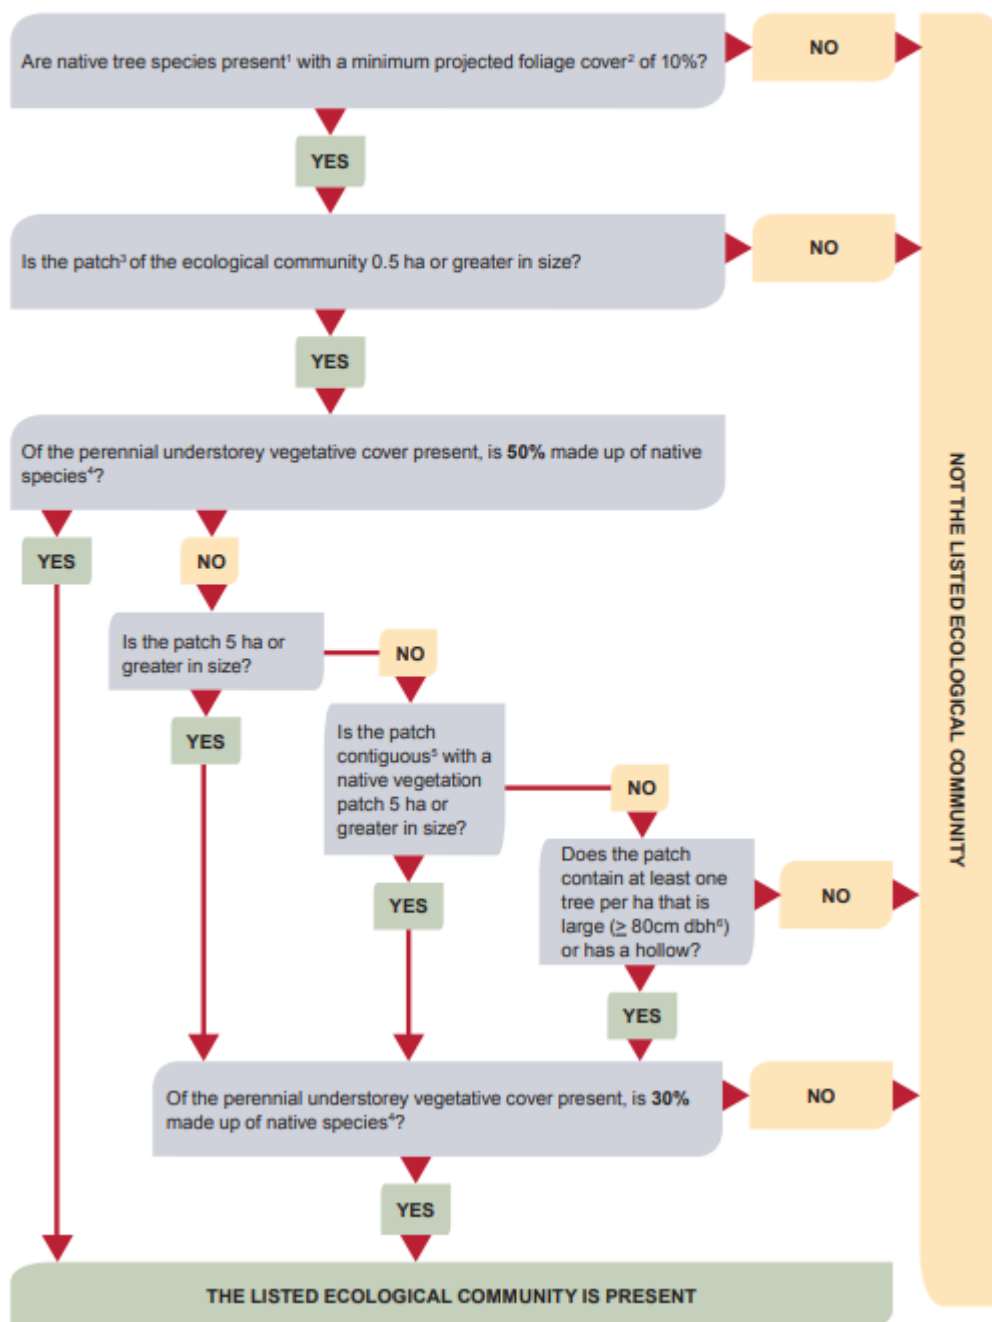 Are native tree species present¹ with a minimum projected foliage cover² of 10%?
NO
YES
Is the patch³ of the ecological community 0.5 ha or greater in size?
NO
YES
Of the perennial understorey vegetative cover present, is 50% made up of native
species⁴?
YES
NO
Is the patch 5 ha or
greater in size?
NO
YES
Is the patch
contiguous⁵ with a
native vegetation
patch 5 ha or
greater in size?
NO
YES
Does the patch
contain at least one
tree per ha that is
large (≥ 80cm dbh⁶)
or has a hollow?
NO
YES
Of the perennial understorey vegetative cover present, is 30%
made up of native species⁴?
NO
YES
THE LISTED ECOLOGICAL COMMUNITY IS PRESENT
NOT THE LISTED ECOLOGICAL COMMUNITY